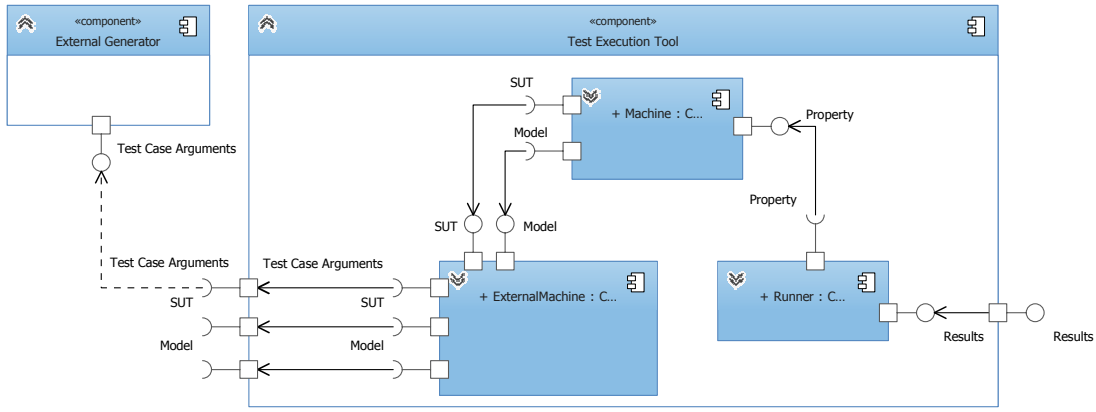 «component»
External Generator
«component»
Test Execution Tool
SUT
+ Machine : C...
Property
Model
Test Case Arguments
Property
SUT
Model
Test Case Arguments
Test Case Arguments
SUT
SUT
+ ExternalMachine : C...
+ Runner : C...
Model
Model
Results
Results